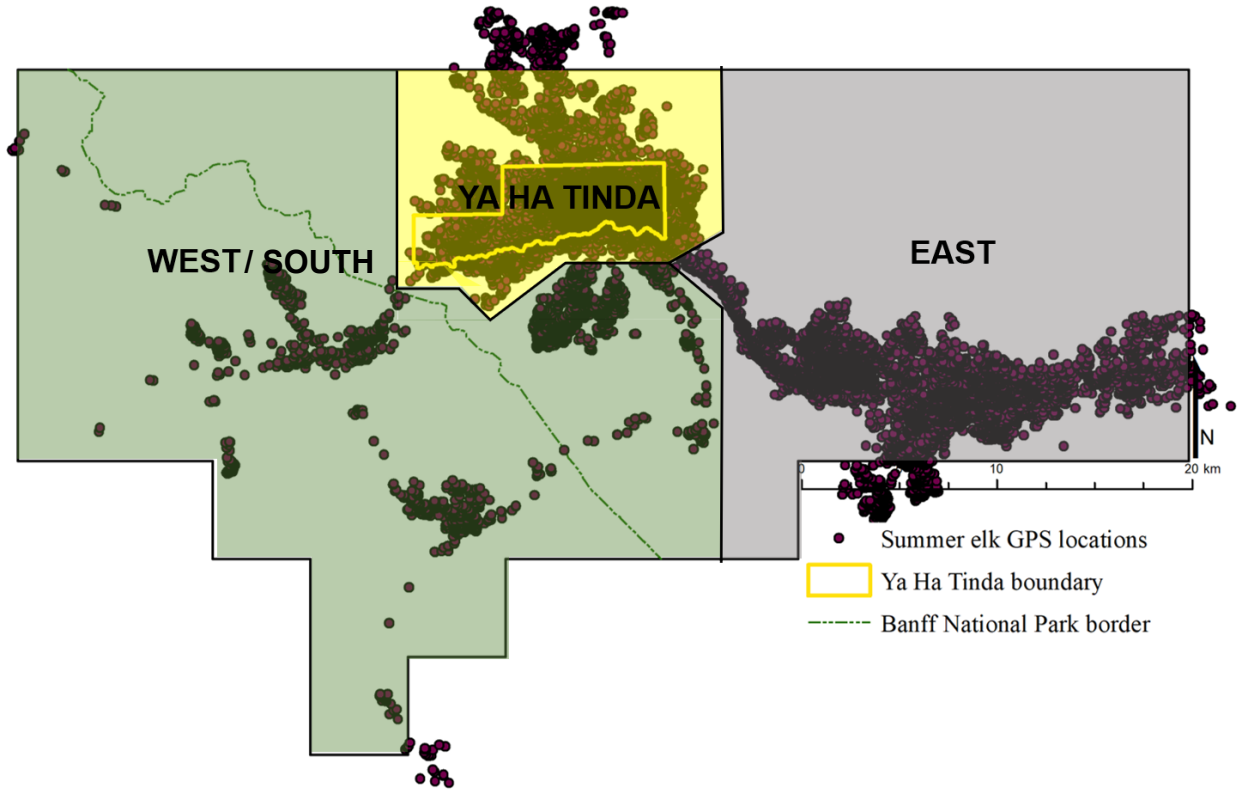 YA HA TINDA
WEST/ SOUTH
EAST
N
0 10 20 km
Summer elk GPS locations
Ya Ha Tinda boundary
Banff National Park border